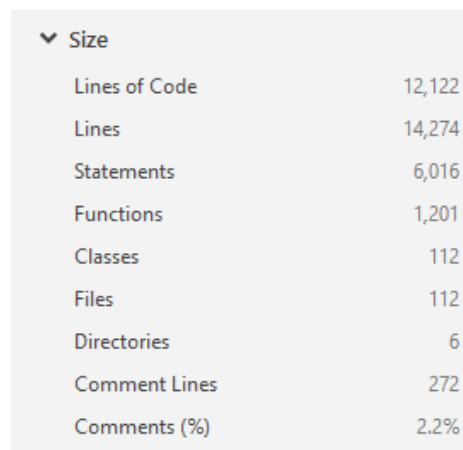 Size
Lines of Code 12,122
Lines 14,274
Statements 6,016
Functions 1,201
Classes 112
Files 112
Directories 6
Comment Lines 272
Comments (%) 2.2%